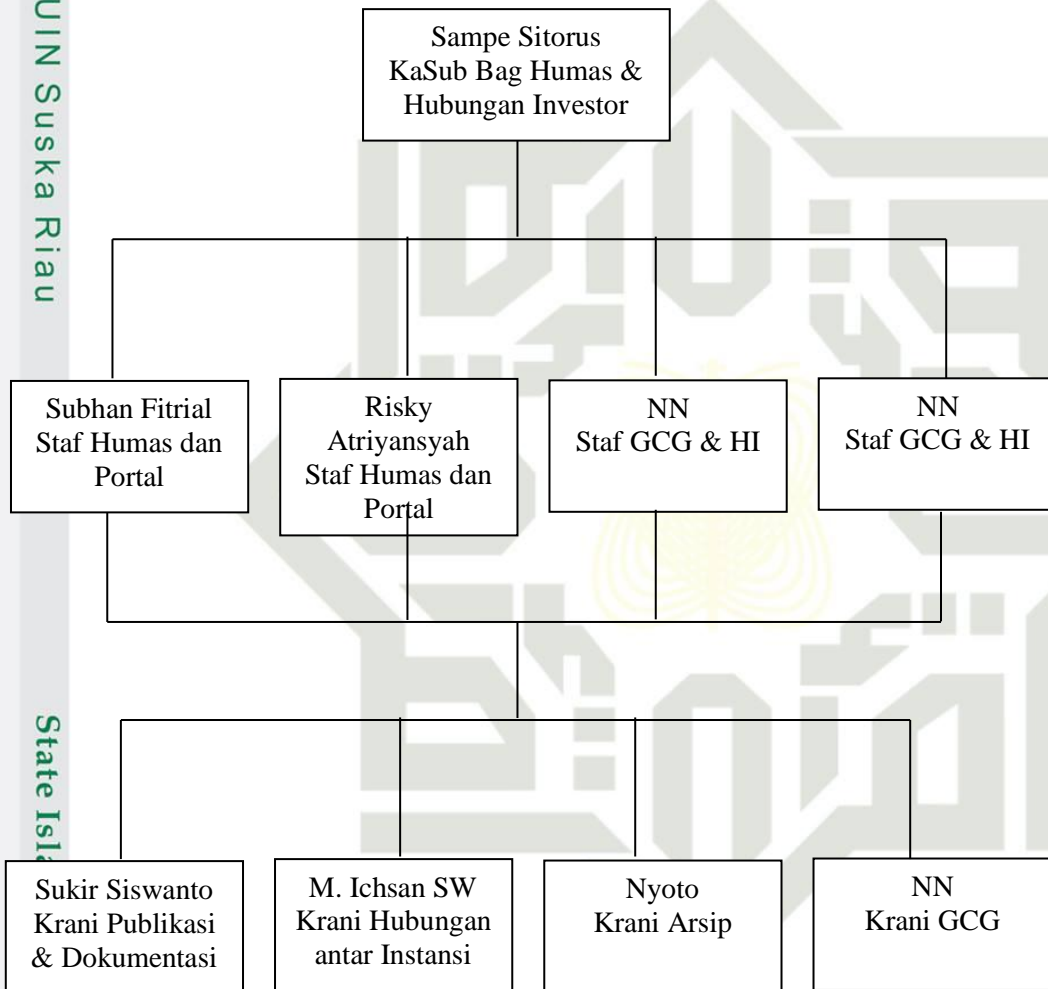 UIN Suska Riau
Sampe Sitorus
KaSub Bag Humas &
Hubungan Investor
Subhan Fitrial
Staf Humas dan
Portal
Risky
Atriyansyah
Staf Humas dan
Portal
NN
Staf GCG & HI
NN
Staf GCG & HI
State
Sukir Siswanto
Krani Publikasi
& Dokumentasi
M. Ichsan SW
Krani Hubungan
antar Instansi
Nyoto
Krani Arsip
NN
Krani GCG